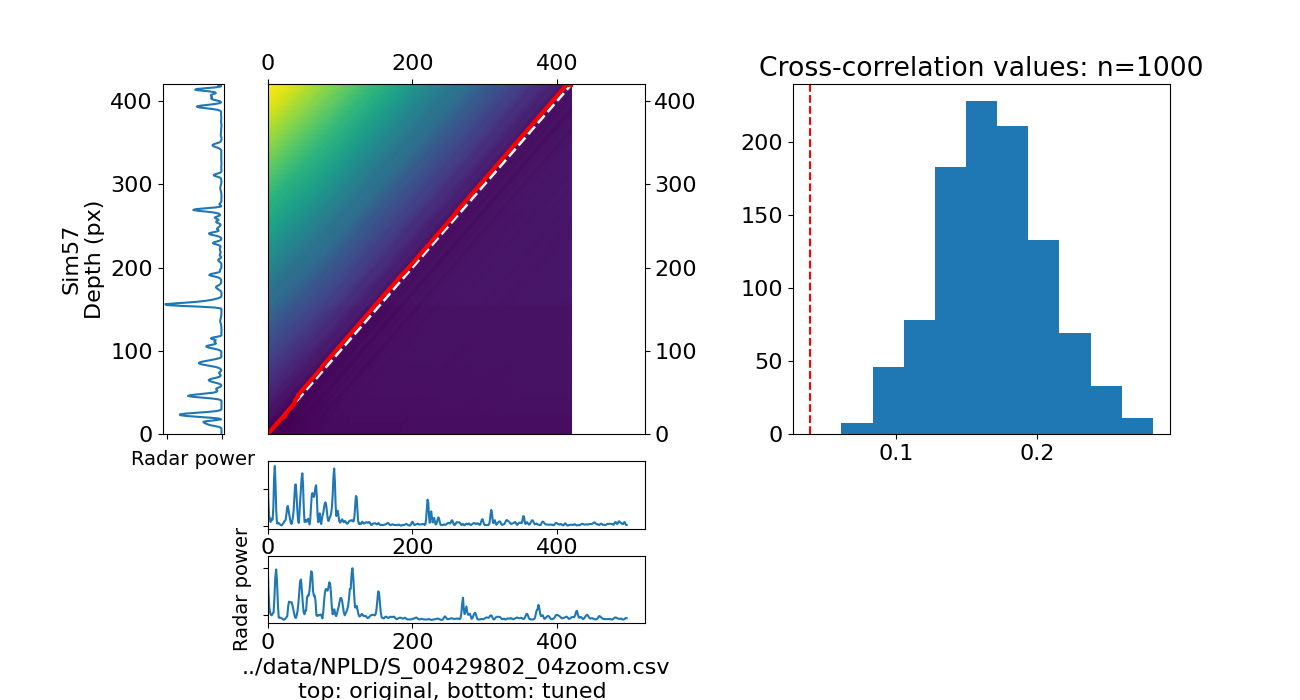 0 200 400
Cross-correlation values: n=1000
400
300
200
100
0
Sim57
Depth (px)
400
300
200
100
0
200
150
100
50
0
0.1 0.2
Radar power
0 200 400
Radar power
0 200 400
../data/NPLD/S_00429802_04zoom.csv
top: original, bottom: tuned